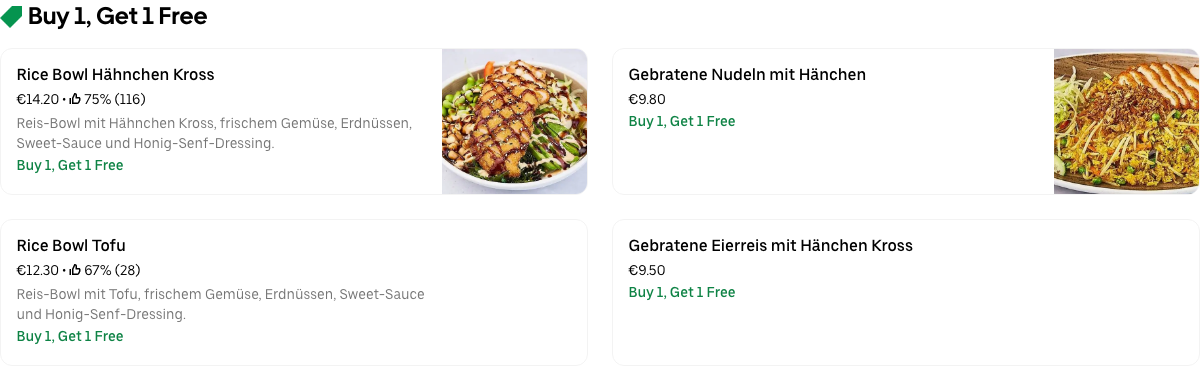 Buy 1, Get 1 Free
Rice Bowl Hähnchen Kross
€14.20 • 75% (116)
Reis-Bowl mit Hähnchen Kross, frischem Gemüse, Erdnüssen,
Sweet-Sauce und Honig-Senf-Dressing.
Buy 1, Get 1 Free
Gebratene Nudeln mit Hänchen
€9.80
Buy 1, Get 1 Free
Rice Bowl Tofu
€12.30 • 67% (28)
Reis-Bowl mit Tofu, frischem Gemüse, Erdnüssen, Sweet-Sauce
und Honig-Senf-Dressing.
Buy 1, Get 1 Free
Gebratene Eierreis mit Hänchen Kross
€9.50
Buy 1, Get 1 Free